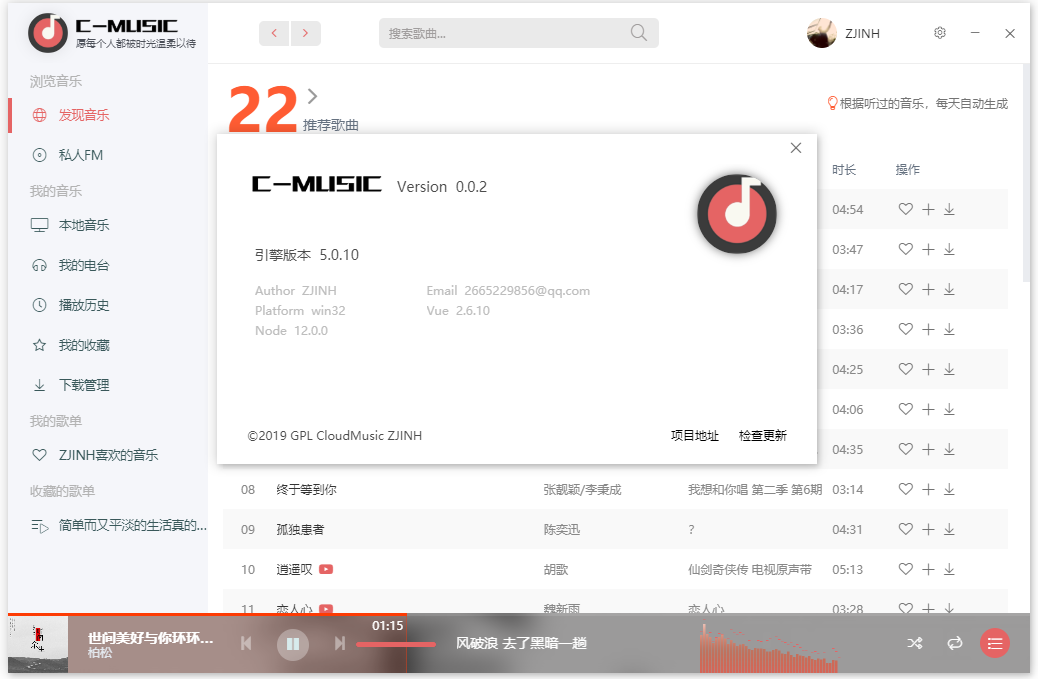 C-MUSIC
愿每个人都被时光温柔以待
搜索歌曲...
ZJINH
浏览音乐
发现音乐
私人FM
我的音乐
本地音乐
我的电台
播放历史
我的收藏
下载管理
我的歌单
ZJINH喜欢的音乐
收藏的歌单
简单而又平淡的生活真的...
22
推荐歌曲
根据听过的音乐，每天自动生成
时长 操作
04:54
03:47
04:17
03:36
04:25
04:06
04:35
C-MUSIC Version 0.0.2
引擎版本 5.0.10
Author ZJINH Email 2665229856@qq.com
Platform win32 Vue 2.6.10
Node 12.0.0
©2019 GPL CloudMusic ZJINH 项目地址 检查更新
08 终于等到你 张靓颖/李秉成 我想和你唱 第二季 第6期 03:14
09 孤独患者 陈奕迅 ? 04:31
10 逍遥叹 胡歌 仙剑奇侠传 电视原声带 05:13
11 恋人心 魏新雨 恋人心 03:28
世间美好与你环环...
柏松
01:15
风破浪 去了黑暗一趟